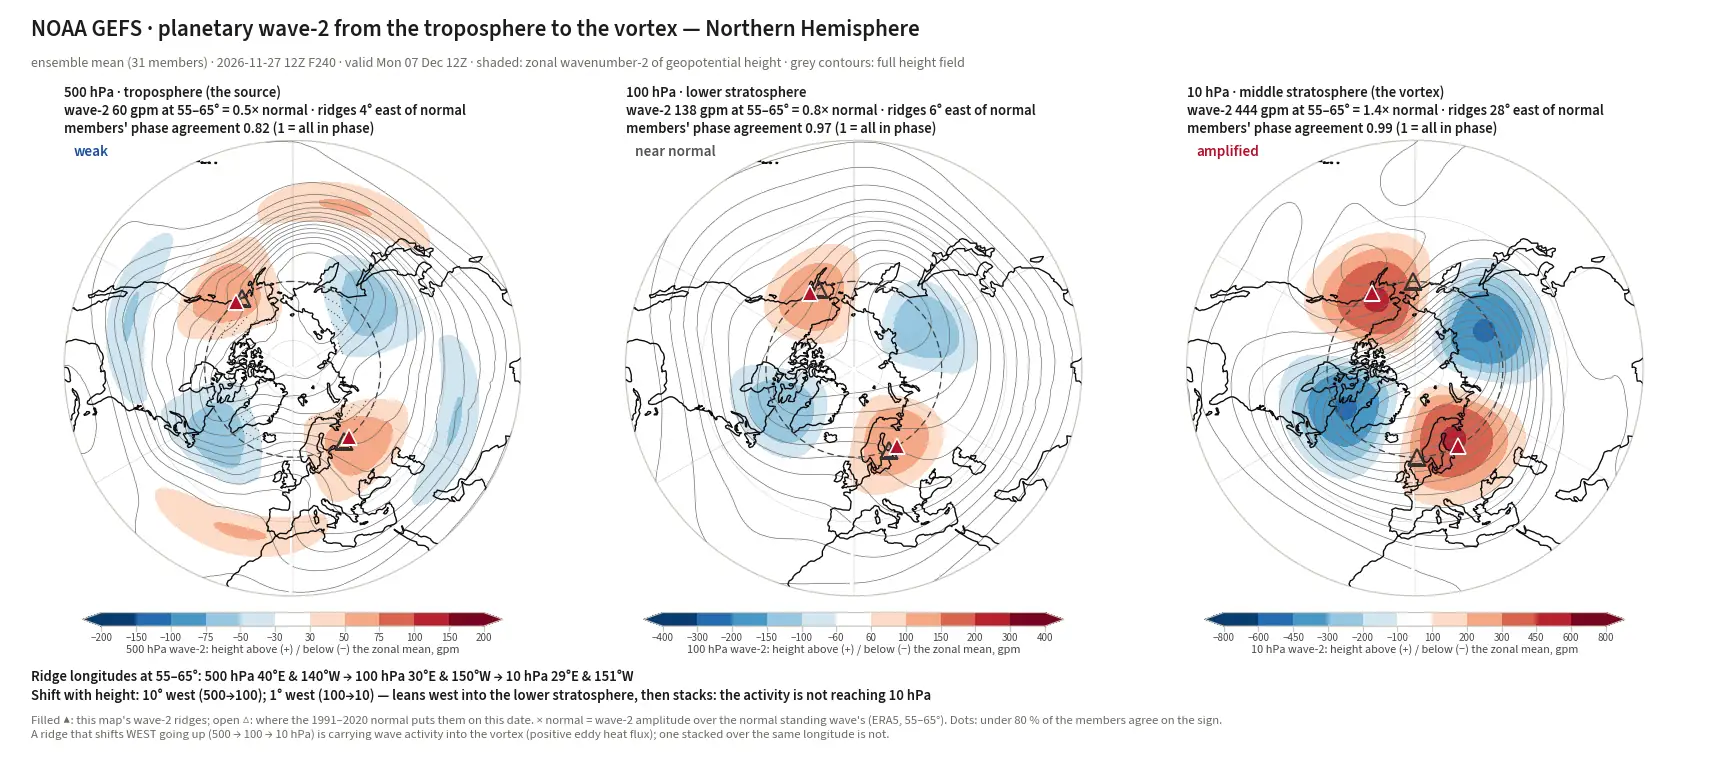 NOAA GEFS · planetary wave-2 from the troposphere to the vortex — Northern Hemisphere
ensemble mean (31 members) · 2026-11-27 12Z F240 · valid Mon 07 Dec 12Z · shaded: zonal wavenumber-2 of geopotential height · grey contours: full height field
500 hPa · troposphere (the source)
wave-2 60 gpm at 55–65° = 0.5× normal · ridges 4° east of normal
members' phase agreement 0.82 (1 = all in phase)
weak
100 hPa · lower stratosphere
wave-2 138 gpm at 55–65° = 0.8× normal · ridges 6° east of normal
members' phase agreement 0.97 (1 = all in phase)
near normal
10 hPa · middle stratosphere (the vortex)
wave-2 444 gpm at 55–65° = 1.4× normal · ridges 28° east of normal
members' phase agreement 0.99 (1 = all in phase)
amplified
−200 −150 −100 −75 −50 −30 30 50 75 100 150 200
500 hPa wave-2: height above (+) / below (−) the zonal mean, gpm
−400 −300 −200 −150 −100 −60 60 100 150 200 300 400
100 hPa wave-2: height above (+) / below (−) the zonal mean, gpm
−800 −600 −450 −300 −200 −100 100 200 300 450 600 800
10 hPa wave-2: height above (+) / below (−) the zonal mean, gpm
Ridge longitudes at 55–65°: 500 hPa 40°E & 140°W → 100 hPa 30°E & 150°W → 10 hPa 29°E & 151°W
Shift with height: 10° west (500→100); 1° west (100→10) — leans west into the lower stratosphere, then stacks: the activity is not reaching 10 hPa
Filled ▲: this map's wave-2 ridges; open △: where the 1991–2020 normal puts them on this date. × normal = wave-2 amplitude over the normal standing wave's (ERA5, 55–65°). Dots: under 80 % of the members agree on the sign.
A ridge that shifts WEST going up (500 → 100 → 10 hPa) is carrying wave activity into the vortex (positive eddy heat flux); one stacked over the same longitude is not.